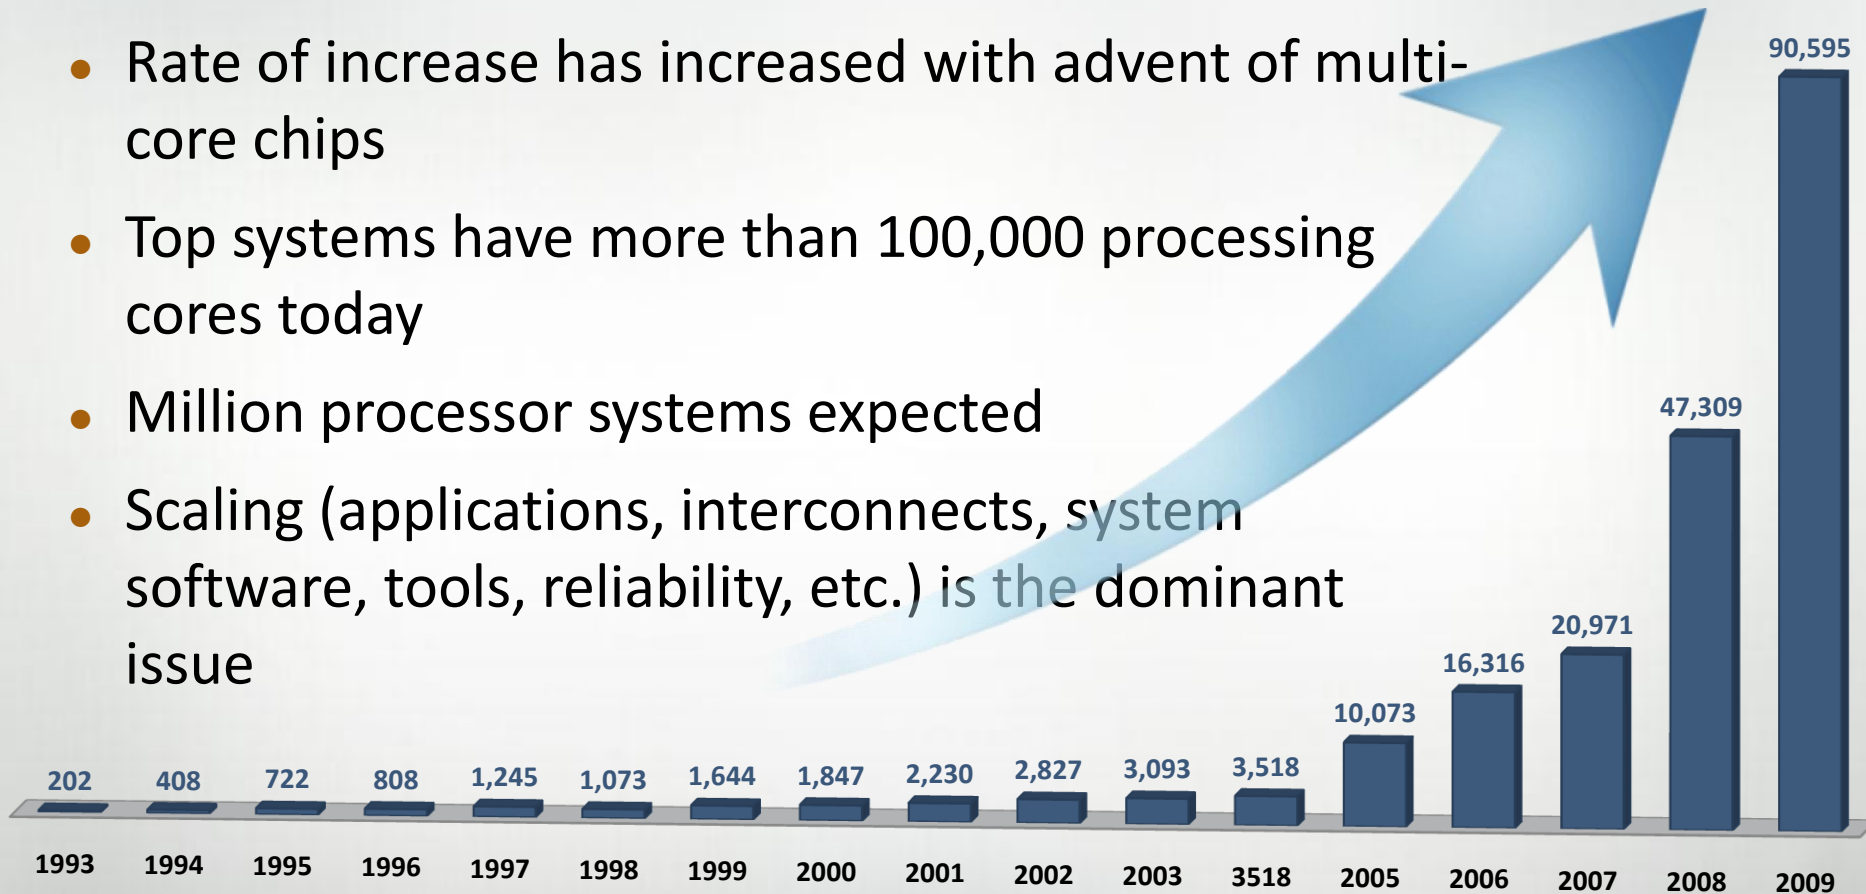 • Rate of increase has increased with advent of multi-
core chips
• Top systems have more than 100,000 processing
cores today
• Million processor systems expected
• Scaling (applications, interconnects, system
software, tools, reliability, etc.) is the dominant
issue
202 408 722 808 1,245 1,073 1,644 1,847 2,230 2,827 3,093 3,518 10,073 16,316 20,971 47,309 90,595
1993 1994 1995 1996 1997 1998 1999 2000 2001 2002 2003 3518 2005 2006 2007 2008 2009